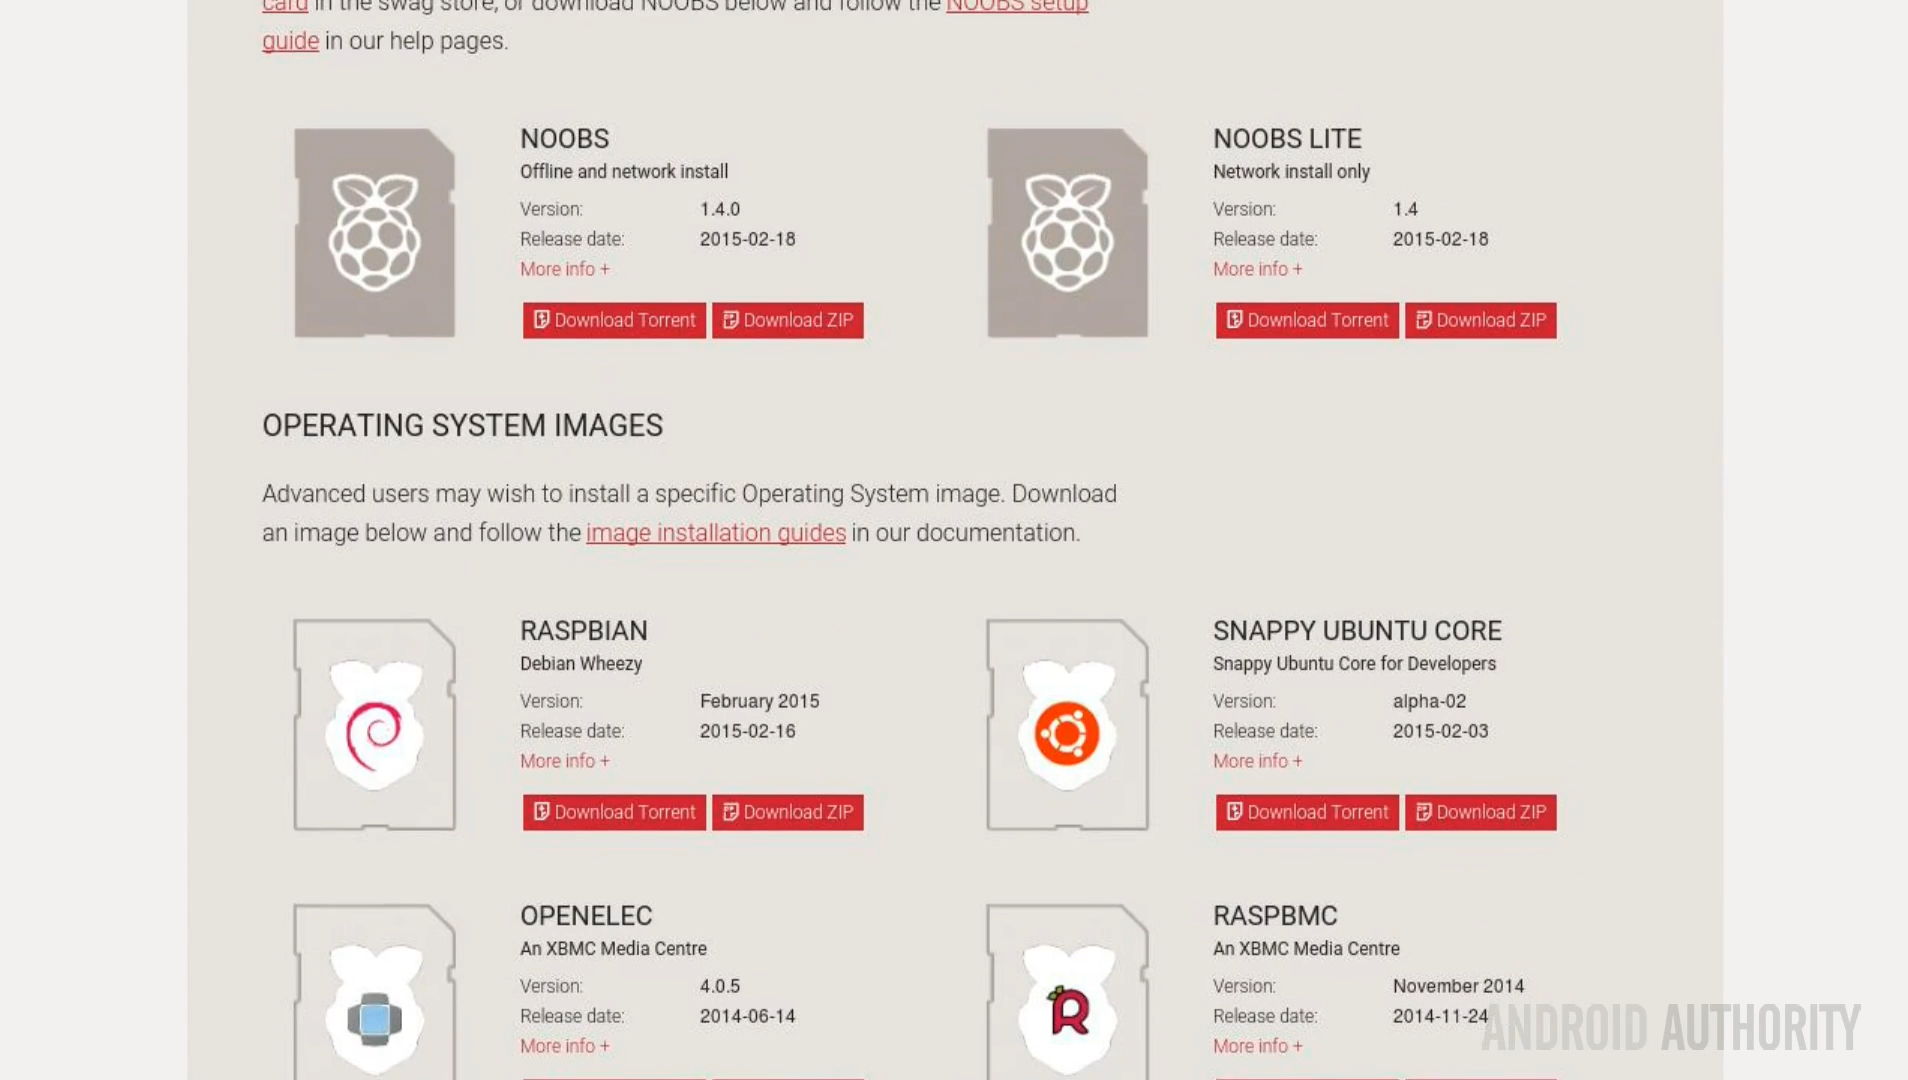 card in the swag store, or download NOOBS below and follow the NOOBS setup
guide in our help pages.
NOOBS
Offline and network install
Version: 1.4.0
Release date: 2015-02-18
More info +
Download Torrent Download ZIP
NOOBS LITE
Network install only
Version: 1.4
Release date: 2015-02-18
More info +
Download Torrent Download ZIP
OPERATING SYSTEM IMAGES
Advanced users may wish to install a specific Operating System image. Download
an image below and follow the image installation guides in our documentation.
RASPBIAN
Debian Wheezy
Version: February 2015
Release date: 2015-02-16
More info +
Download Torrent Download ZIP
SNAPPY UBUNTU CORE
Snappy Ubuntu Core for Developers
Version: alpha-02
Release date: 2015-02-03
More info +
Download Torrent Download ZIP
OPENELEC
An XBMC Media Centre
Version: 4.0.5
Release date: 2014-06-14
More info +
R
RASPBMC
An XBMC Media Centre
Version: November 2014
Release date: 2014-11-24
More info +
ANDROID AUTHORITY